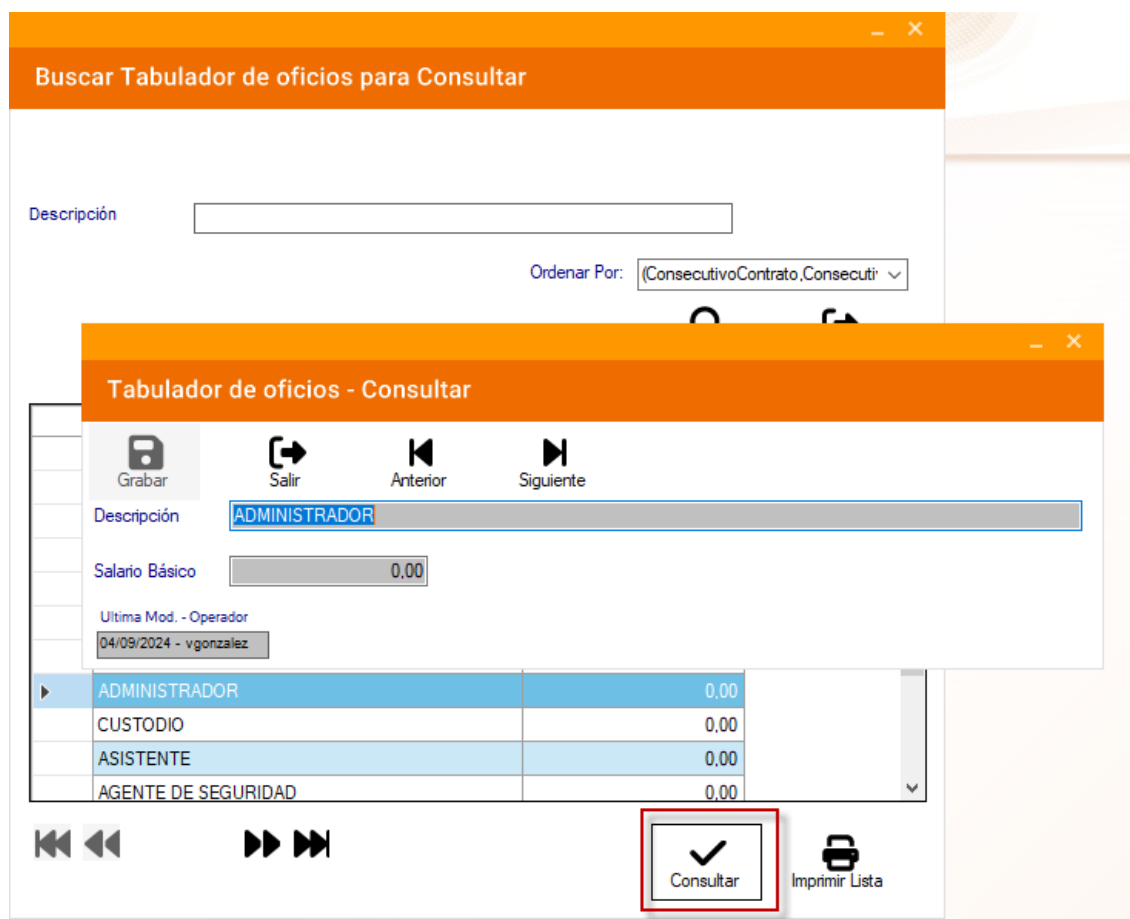 Buscar Tabulador de oficios para Consultar
Descripción
Ordenar Por: (ConsecutivoContrato,Consecuti
Tabulador de oficios - Consultar
Grabar Salir Anterior Siguiente
Descripción ADMINISTRADOR
Salario Básico 0,00
Ultima Mod. - Operador
04/09/2024 - vgonzalez
ADMINISTRADOR 0,00
CUSTODIO 0,00
ASISTENTE 0,00
AGENTE DE SEGURIDAD 0,00
Consultar Imprimir Lista